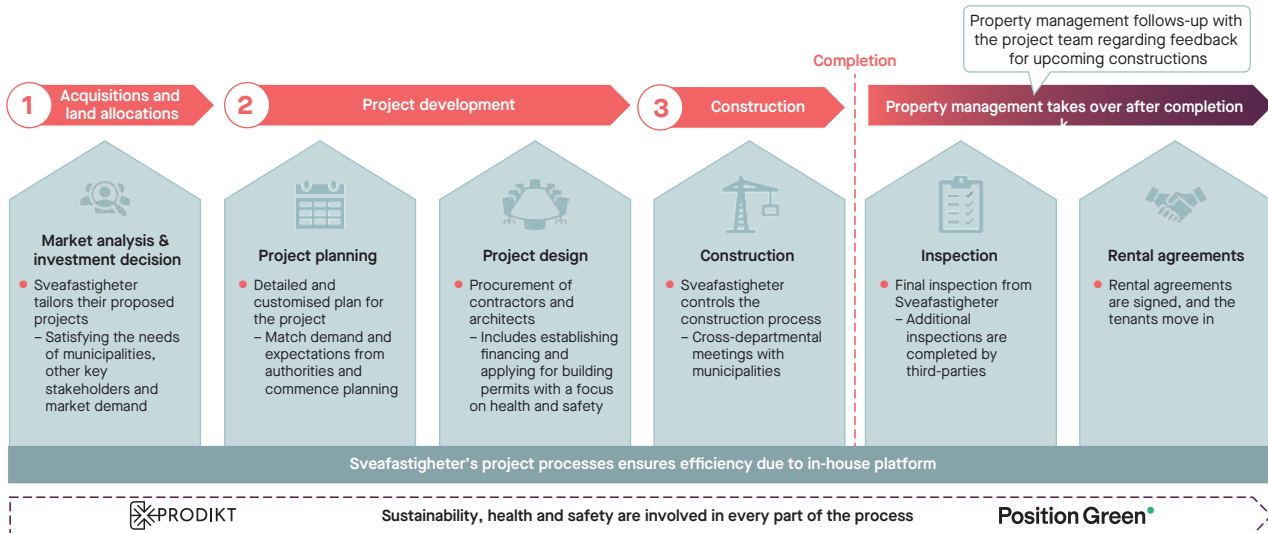 Property management follows-up with
the project team regarding feedback
for upcoming constructions
Completion
1
Acquisitions and
land allocations
2
Project development
3
Construction
Property management takes over after completion
k
Market analysis &
investment decision
Sveafastigheter
tailors their proposed
projects
– Satisfying the needs
of municipalities,
other key
stakeholders and
market demand
Project planning
Detailed and
customised plan for
the project
– Match demand and
expectations from
authorities and
commence planning
Project design
Procurement of
contractors and
architects
– Includes establishing
financing and
applying for building
permits with a focus
on health and safety
Construction
Sveafastigheter
controls the
construction process
– Cross-departmental
meetings with
municipalities
Inspection
Final inspection from
Sveafastigheter
– Additional
inspections are
completed by
third-parties
Rental agreements
Rental agreements
are signed, and the
tenants move in
Sveafastigheter's project processes ensures efficiency due to in-house platform
PRODIKT
Sustainability, health and safety are involved in every part of the process
Position Green